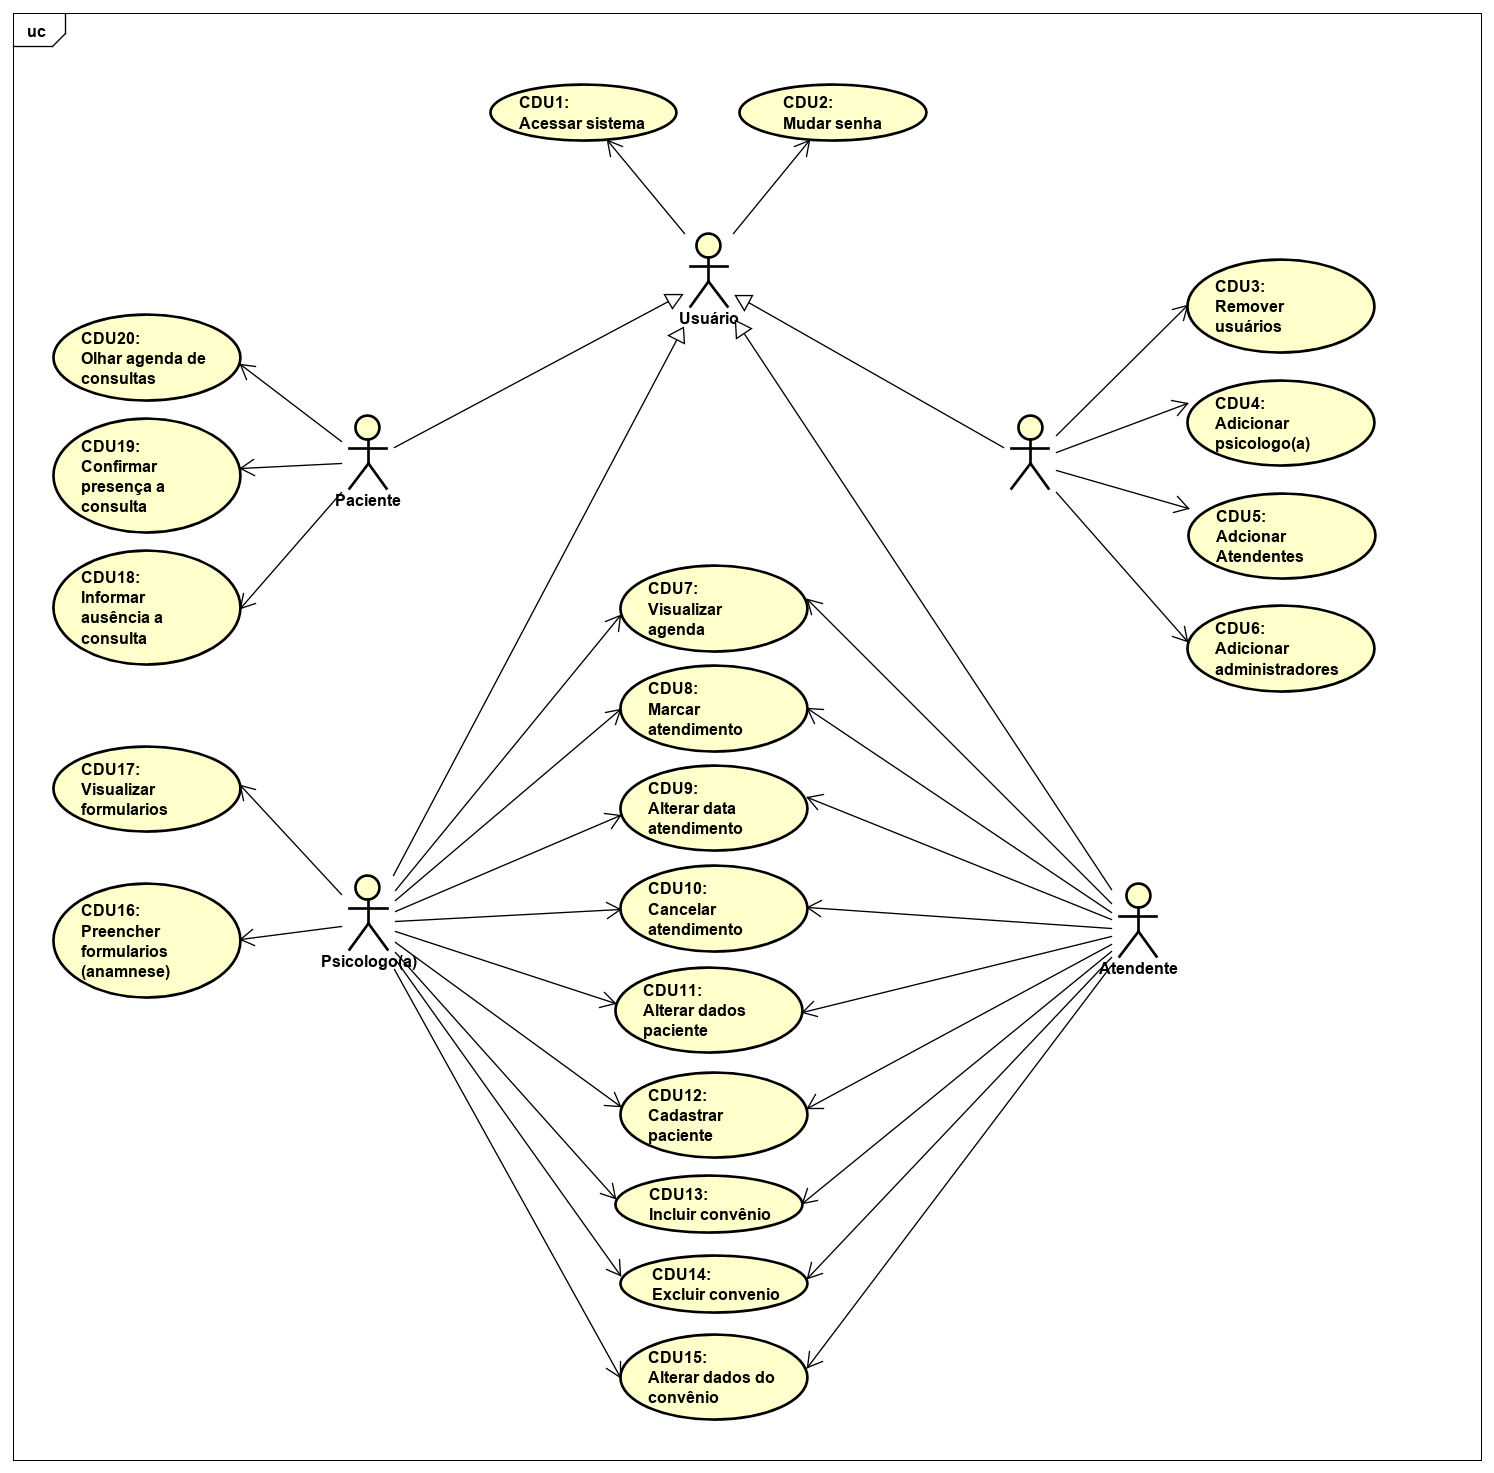 uc
CDU1:
Acessar sistema
CDU2:
Mudar senha
Usuário
CDU20:
Olhar agenda de
consultas
CDU19:
Confirmar
presença a
consulta
CDU18:
Informar
ausência a
consulta
Paciente
CDU3:
Remover
usuários
CDU4:
Adicionar
psicologo(a)
CDU5:
Adcionar
Atendentes
CDU6:
Adicionar
administradores
CDU7:
Visualizar
agenda
CDU8:
Marcar
atendimento
CDU9:
Alterar data
atendimento
CDU10:
Cancelar
atendimento
CDU11:
Alterar dados
paciente
CDU12:
Cadastrar
paciente
CDU13:
Incluir convênio
CDU14:
Excluir convenio
CDU15:
Alterar dados do
convênio
CDU17:
Visualizar
formularios
CDU16:
Preencher
formularios
(anamnese)
Psicologo(a)
Atendente